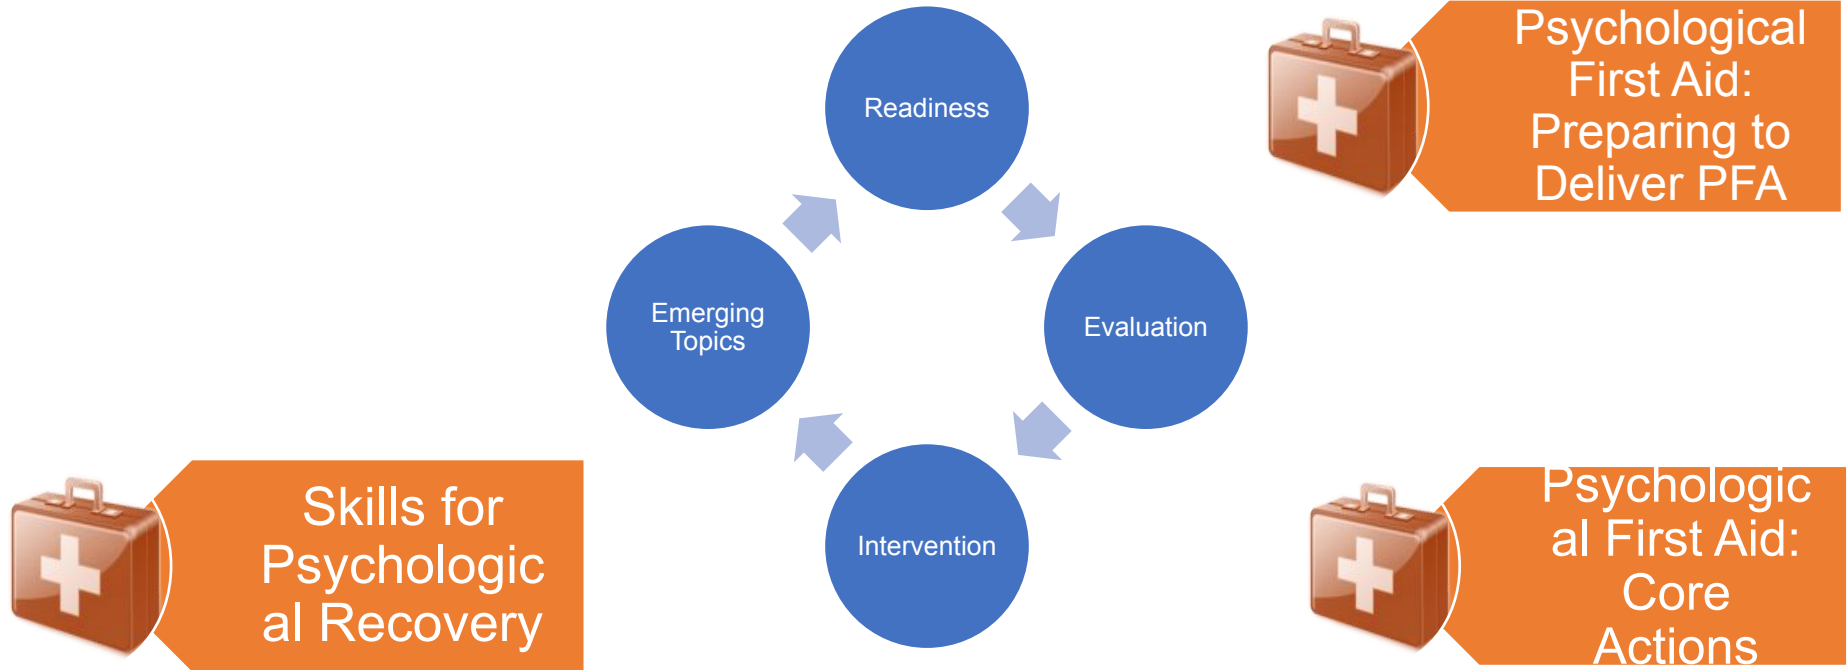 Psychological
First Aid:
Preparing to
Deliver PFA
Readiness
Emerging
Topics
Evaluation
Intervention
Skills for
Psychologic
al Recovery
Psychologic
al First Aid:
Core
Actions